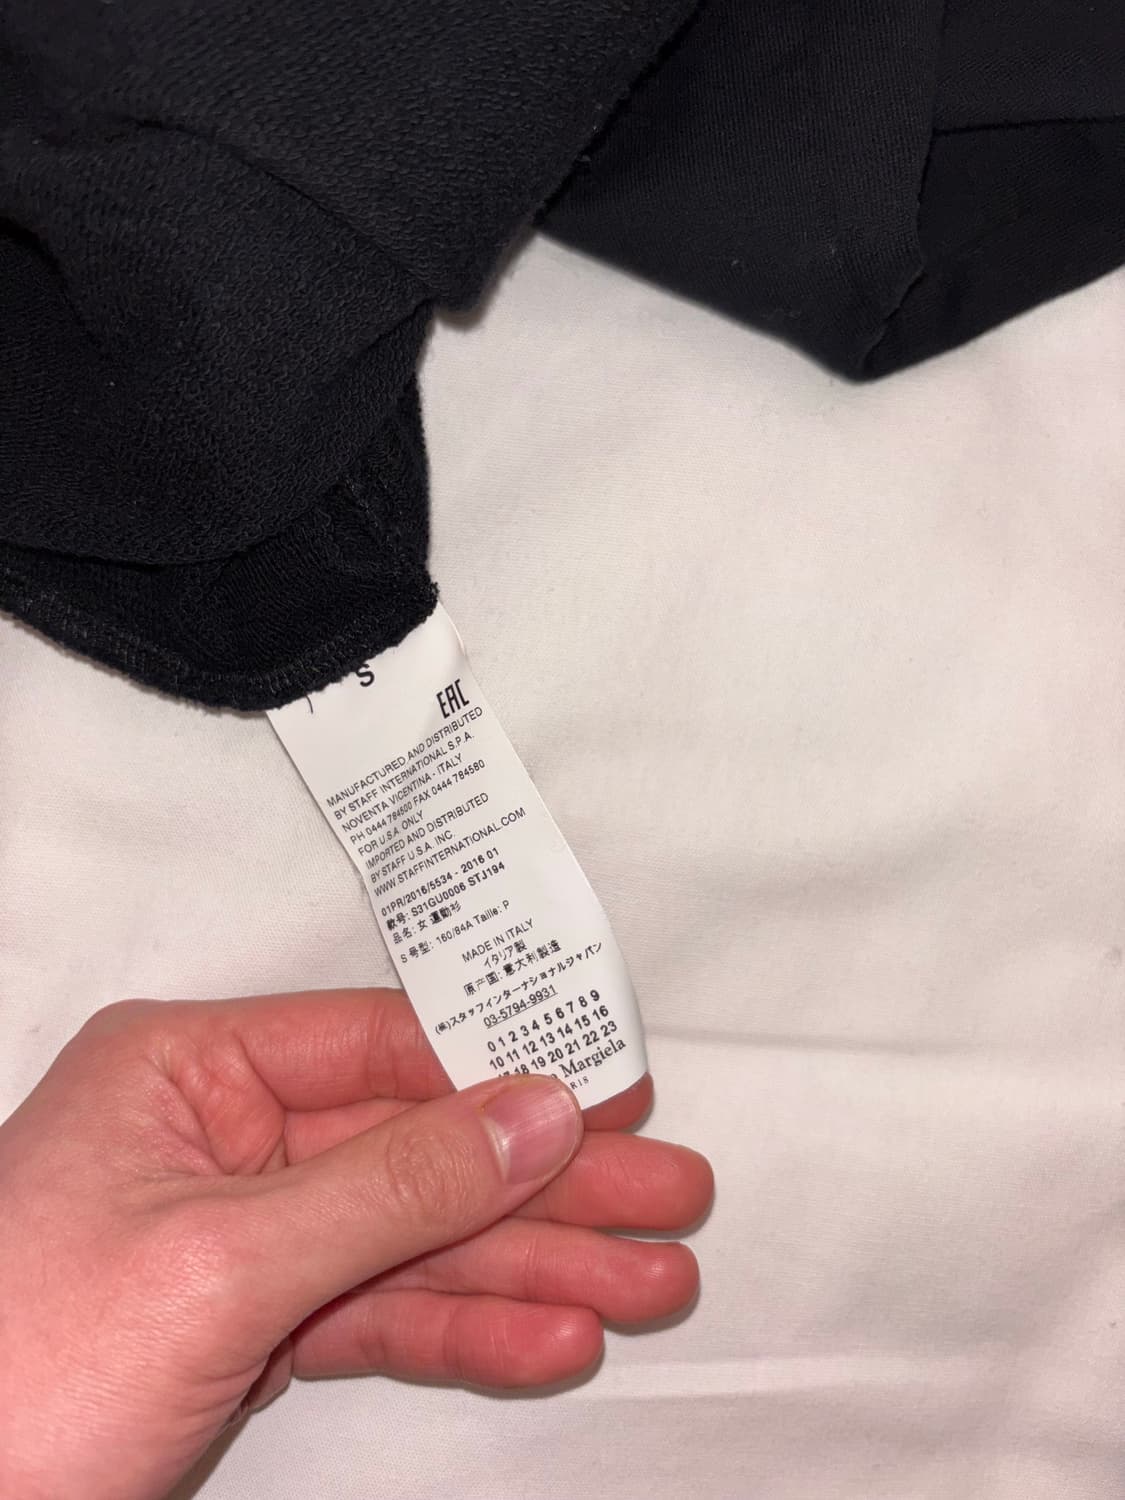 S
EAC
MANUFACTURED AND DISTRIBUTED
BY STAFF INTERNATIONAL S.P.A.
NOVENTA VICENTINA - ITALY
PH 0444 784500 FAX 0444 784580
FOR U.S.A. ONLY
IMPORTED AND DISTRIBUTED
BY STAFF U.S.A. INC.
WWW STAFFINTERNATIONAL.COM
01PR/2016/5534 - 2016 01
款号: S31GU0006 STJ194
品名: 女 運動衫
S 号型: 160/84A Taille: P
MADE IN ITALY
イタリア製
原产国: 意大利製造
(株)スタッフインターナショナルジャパン
03-5794-9931
0 1 2 3 4 5 6 7 8 9
10 11 12 13 14 15 16
18 19 20 21 22 23
Margiela